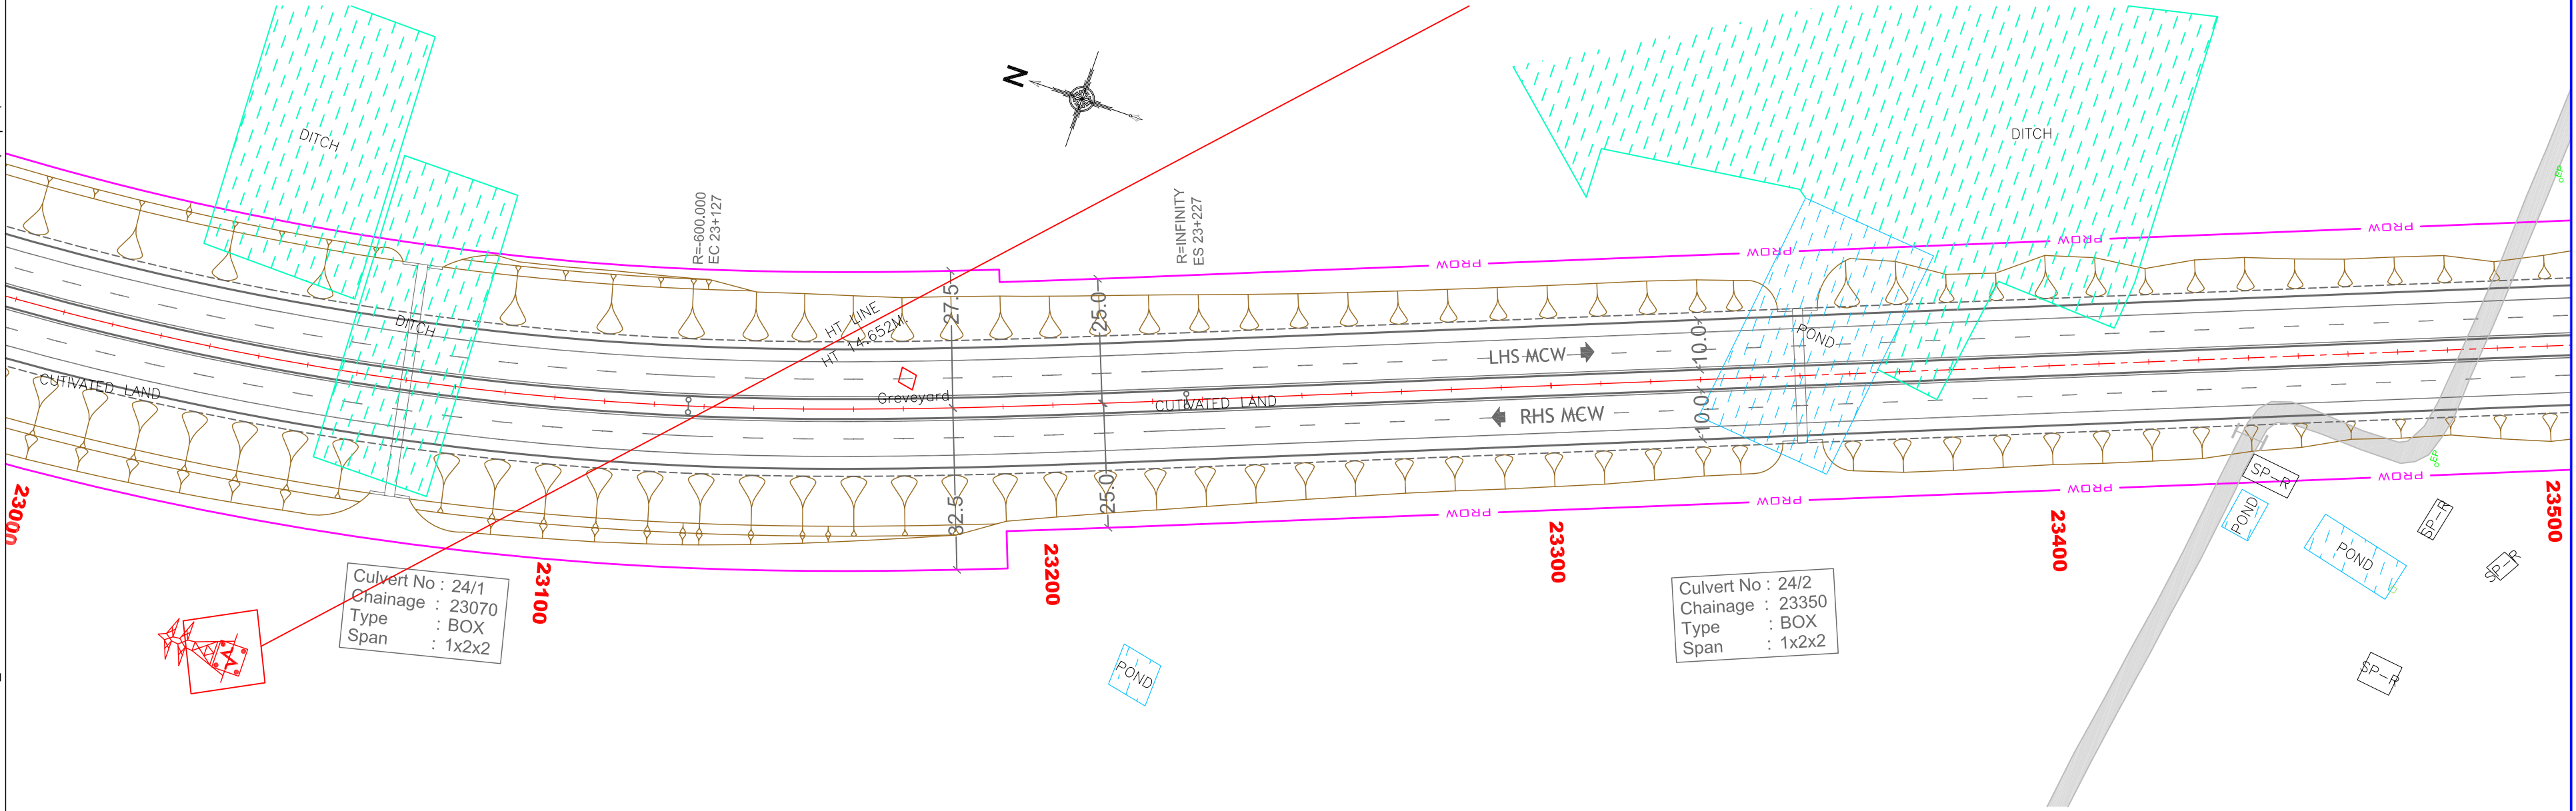 N
DITCH
DITCH
R=-600.000
EC 23+127
R=INFINITY
ES 23+227
PROW
PROW
PROW
PROW
EP
DITCH
27.5
25.0
HT LINE
HT 14.652M.
POND
LHS MCW
10.0
CUTIVATED LAND
Greveyard
CUTIVATED LAND
RHS MCW
10.0
32.5
25.0
PROW
PROW
PROW
PROW
EP
SP-R
POND
POND
SP-R
SP-R
SP-R
POND
23000
23100
23200
23300
23400
23500
Culvert No : 24/1
Chainage : 23070
Type : BOX
Span : 1x2x2
Culvert No : 24/2
Chainage : 23350
Type : BOX
Span : 1x2x2